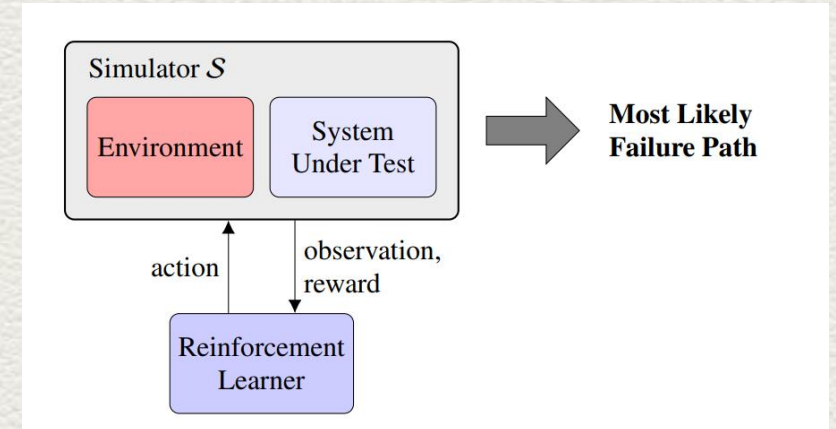 Simulator S
Environment
System
Under Test
Most Likely
Failure Path
action
observation,
reward
Reinforcement
Learner